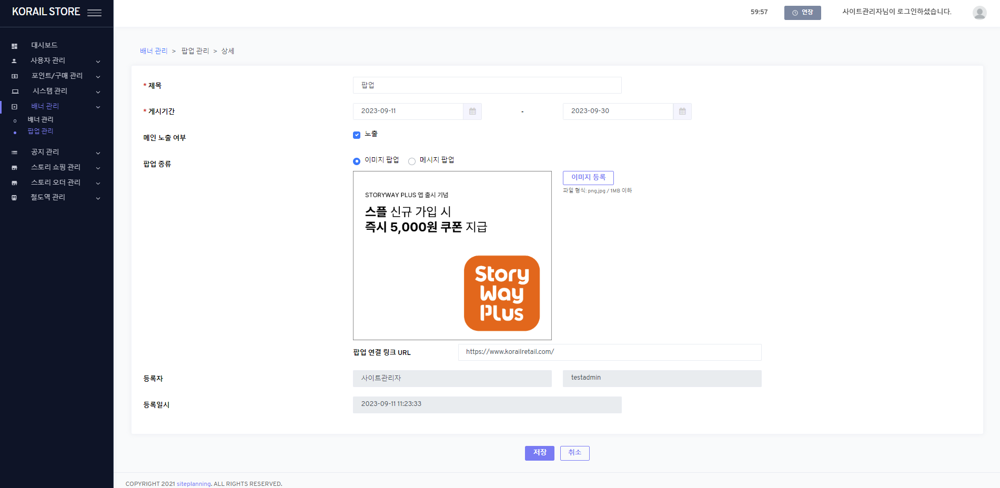 KORAIL STORE
59:57
연장
사이트관리자님이 로그인하셨습니다.
대시보드
사용자 관리
포인트/구매 관리
시스템 관리
배너 관리
배너 관리
팝업 관리
공지 관리
스토리 쇼핑 관리
스토리 오더 관리
철도역 관리
배너 관리 > 팝업 관리 > 상세
* 제목
팝업
* 게시기간
2023-09-11 - 2023-09-30
메인 노출 여부
노출
팝업 종류
이미지 팝업 메시지 팝업
STORYWAY PLUS 앱 출시 기념
스플 신규 가입 시
즉시 5,000원 쿠폰 지급
Story
Way
Plus
이미지 등록
파일 형식: png,jpg / 1MB 이하
팝업 연결 링크 URL
https://www.korailretail.com/
등록자
사이트관리자
testadmin
등록일시
2023-09-11 11:23:33
저장
취소
COPYRIGHT 2021 siteplanning. ALL RIGHTS RESERVED.